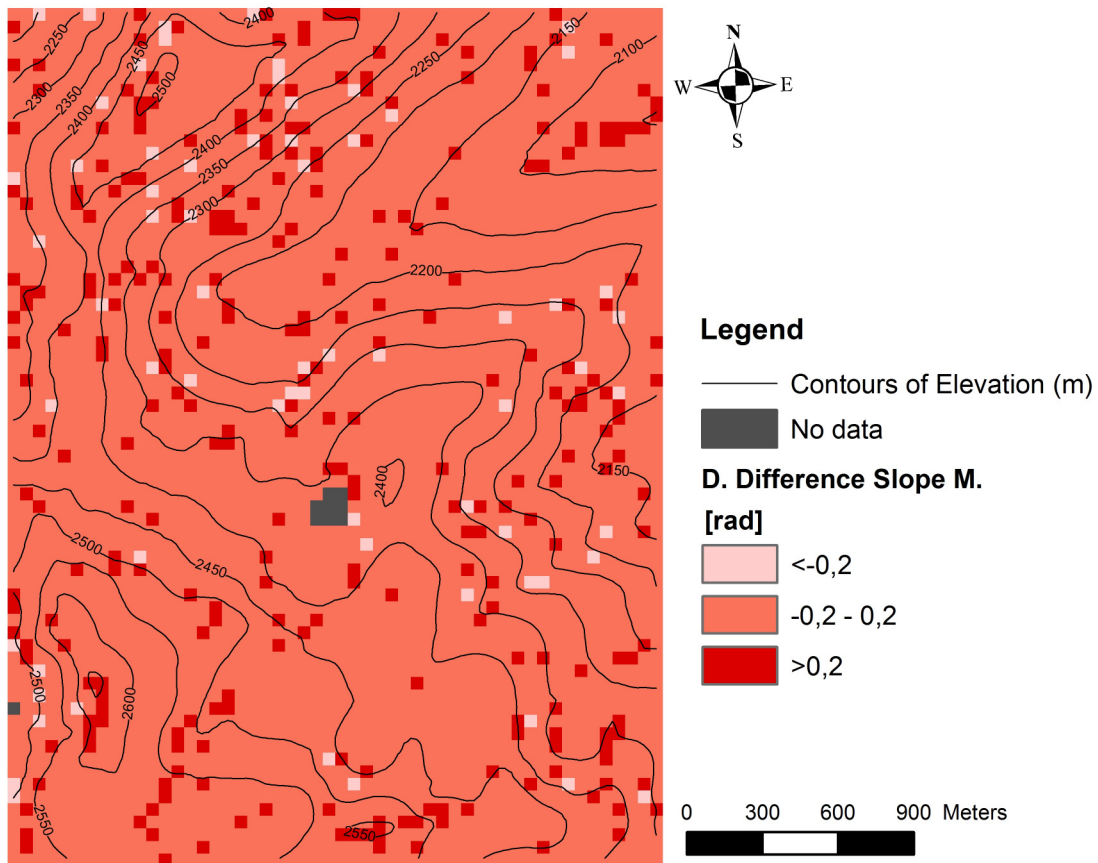 2400
2150
2250
2450
2100
2300
2250
2500
2350
2400
2400
2350
2300
2200
2400
2150
2500
2450
2500
2600
2550
2550
N
W
E
S
Legend
Contours of Elevation (m)
No data
D. Difference Slope M.
[rad]
<-0,2
-0,2 - 0,2
>0,2
0 300 600 900 Meters